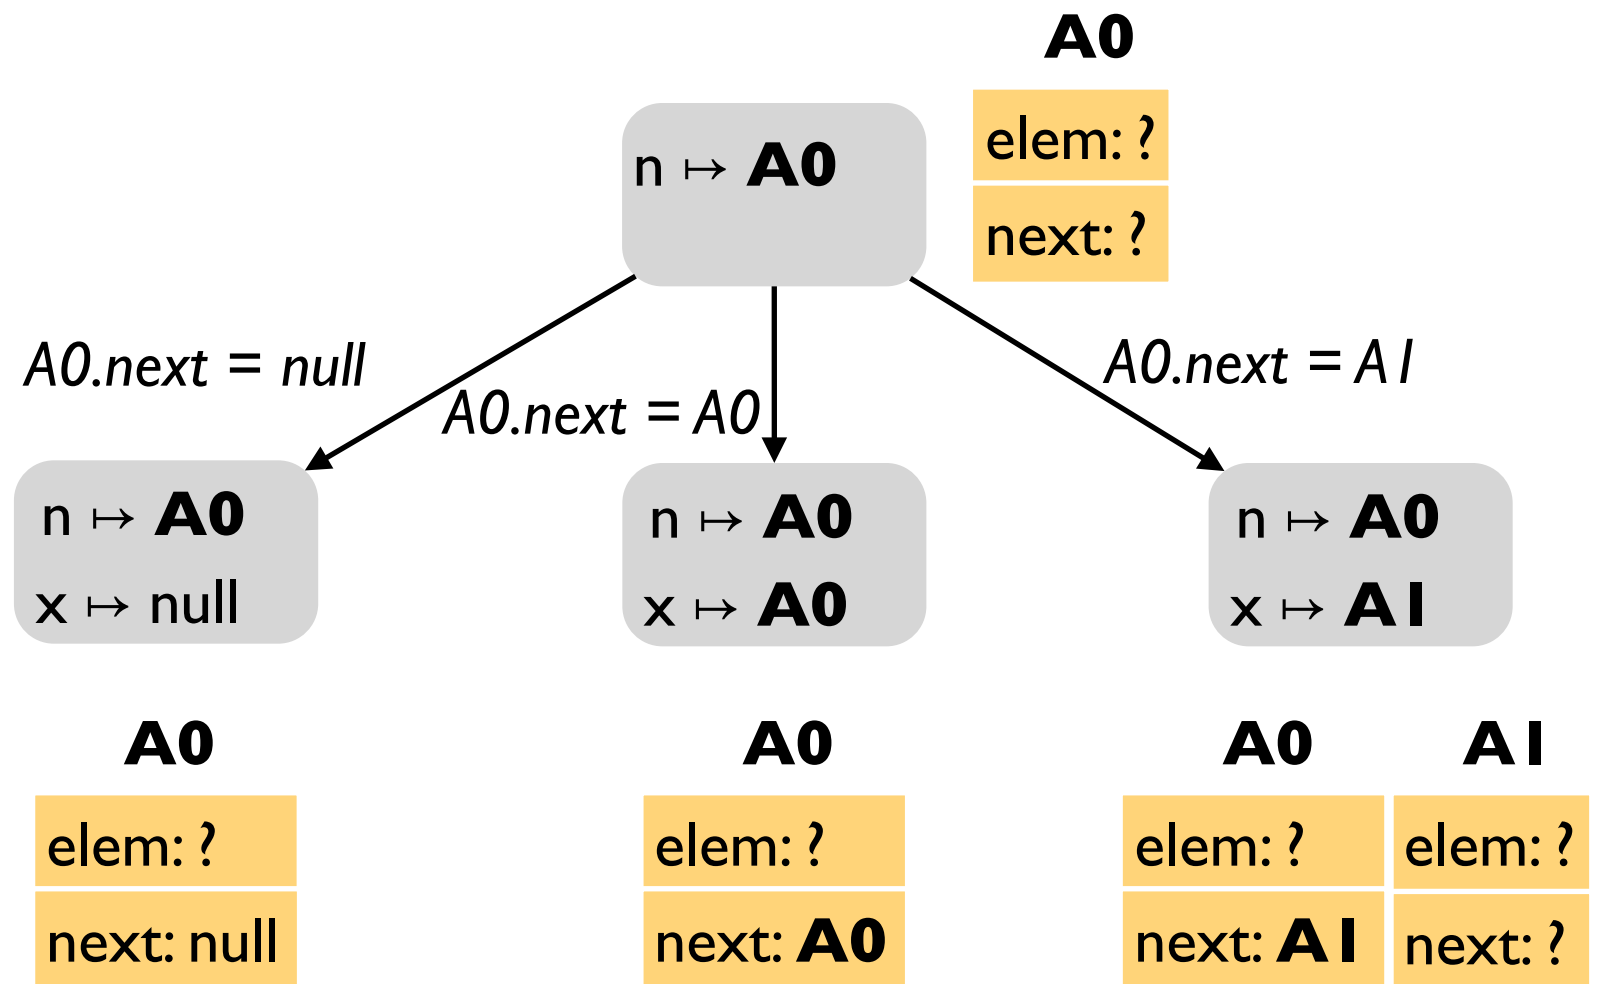 A0
elem: ?
n ↦ A0
next: ?
A0.next = null
A0.next = A0
A0.next = A1
n ↦ A0
x ↦ null
n ↦ A0
x ↦ A0
n ↦ A0
x ↦ A1
A0
elem: ?
next: null
A0
elem: ?
next: A0
A0
elem: ?
next: A1
A1
elem: ?
next: ?